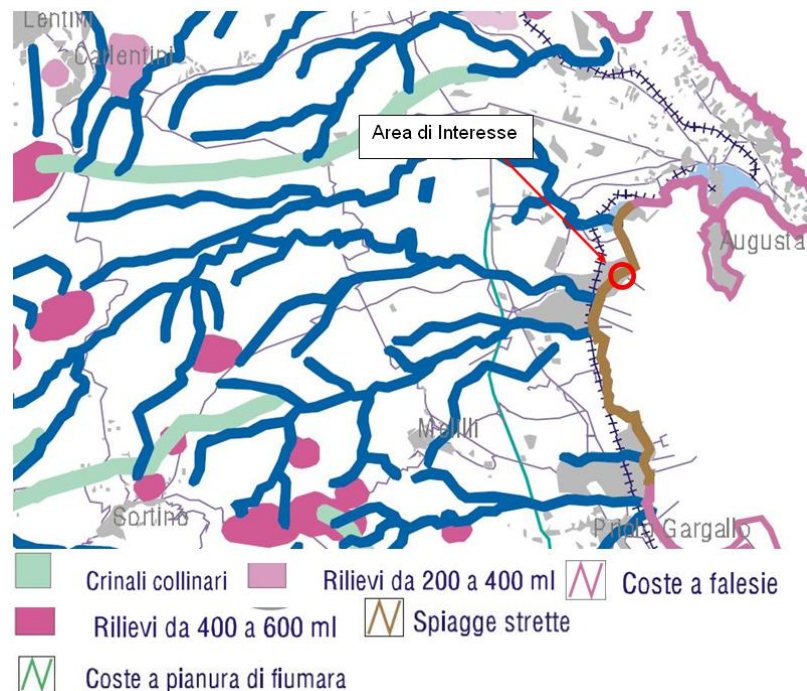 Lentini
Carlentini
Area di Interesse
Augusta
Melilli
Sortino
Priolo Gargallo
Crinali collinari
Rilievi da 200 a 400 ml
Coste a falesie
Rilievi da 400 a 600 ml
Spiagge strette
Coste a pianura di fiumara